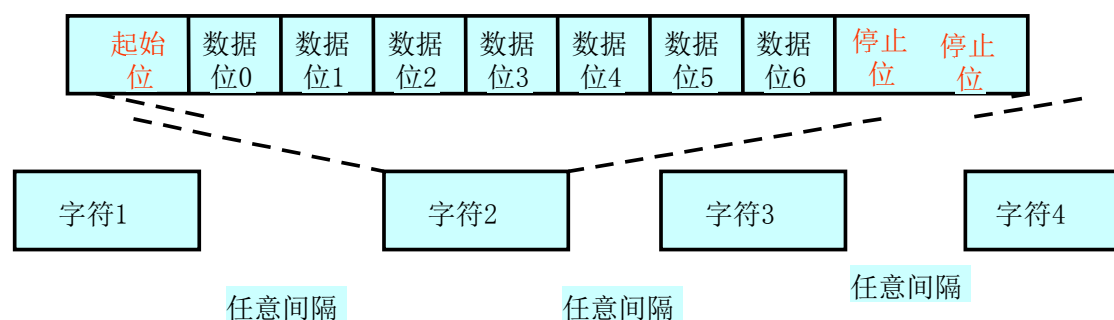 起始 数据 数据 数据 数据 数据 数据 数据 停止 停止
位 位0 位1 位2 位3 位4 位5 位6 位 位
字符1 字符2 字符3 字符4
任意间隔 任意间隔 任意间隔